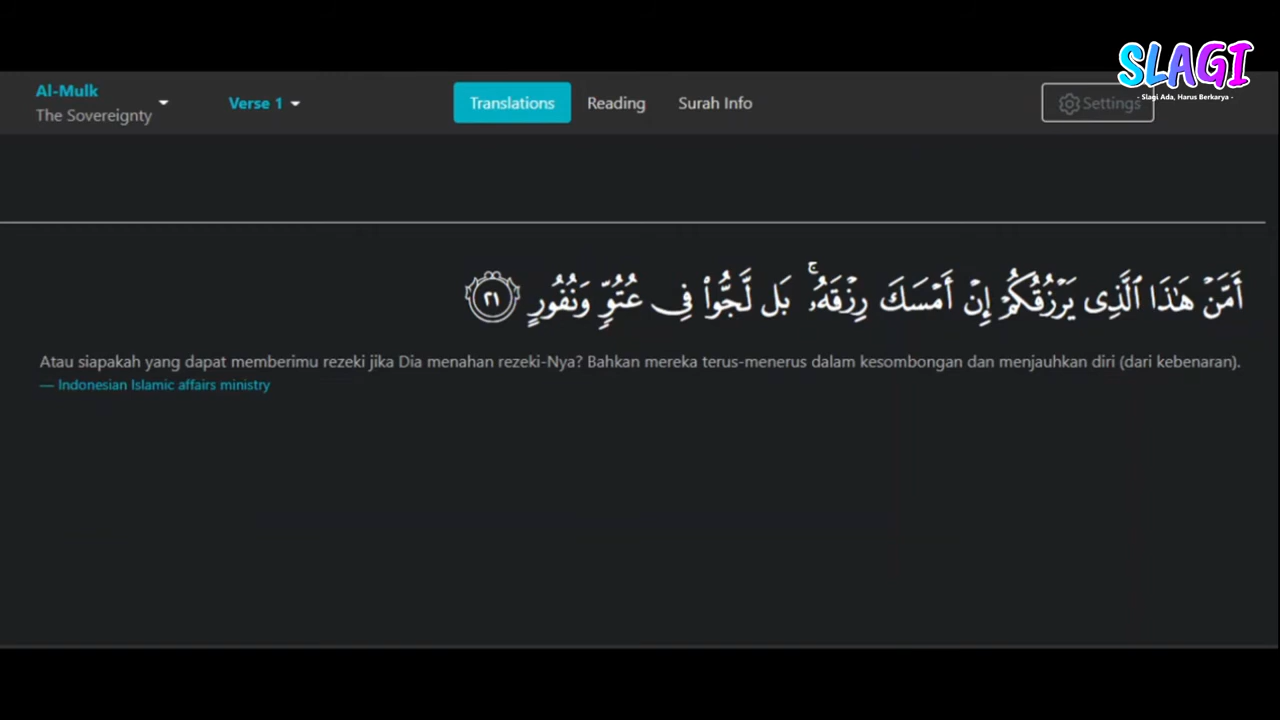 SLAGI
- Slagi Ada, Harus Berkarya -
Al-Mulk
The Sovereignty
Verse 1
Translations
Reading
Surah Info
Settings
أَمَّنْ هَٰذَا ٱلَّذِى يَرْزُقُكُمْ إِنْ أَمْسَكَ رِزْقَهُۥ ۚ بَل لَّجُّوا۟ فِى عُتُوٍّ وَنُفُورٍ ٢١
Atau siapakah yang dapat memberimu rezeki jika Dia menahan rezeki-Nya? Bahkan mereka terus-menerus dalam kesombongan dan menjauhkan diri (dari kebenaran).
— Indonesian Islamic affairs ministry